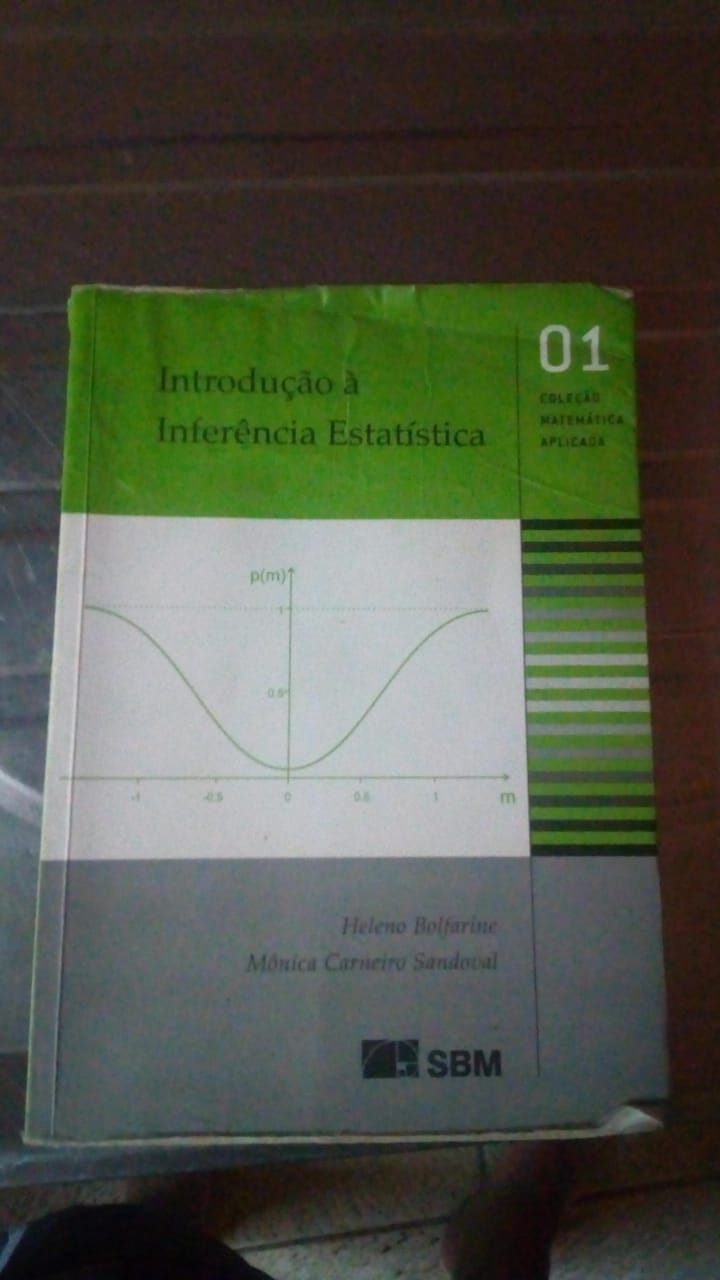 Introdução à
Inferência Estatística
01
COLEÇÃO
MATEMÁTICA
APLICADA
p(m)
1
0.5
-1
-0.5
0
0.5
1
m
Heleno Bolfarine
Mônica Carneiro Sandoval
SBM